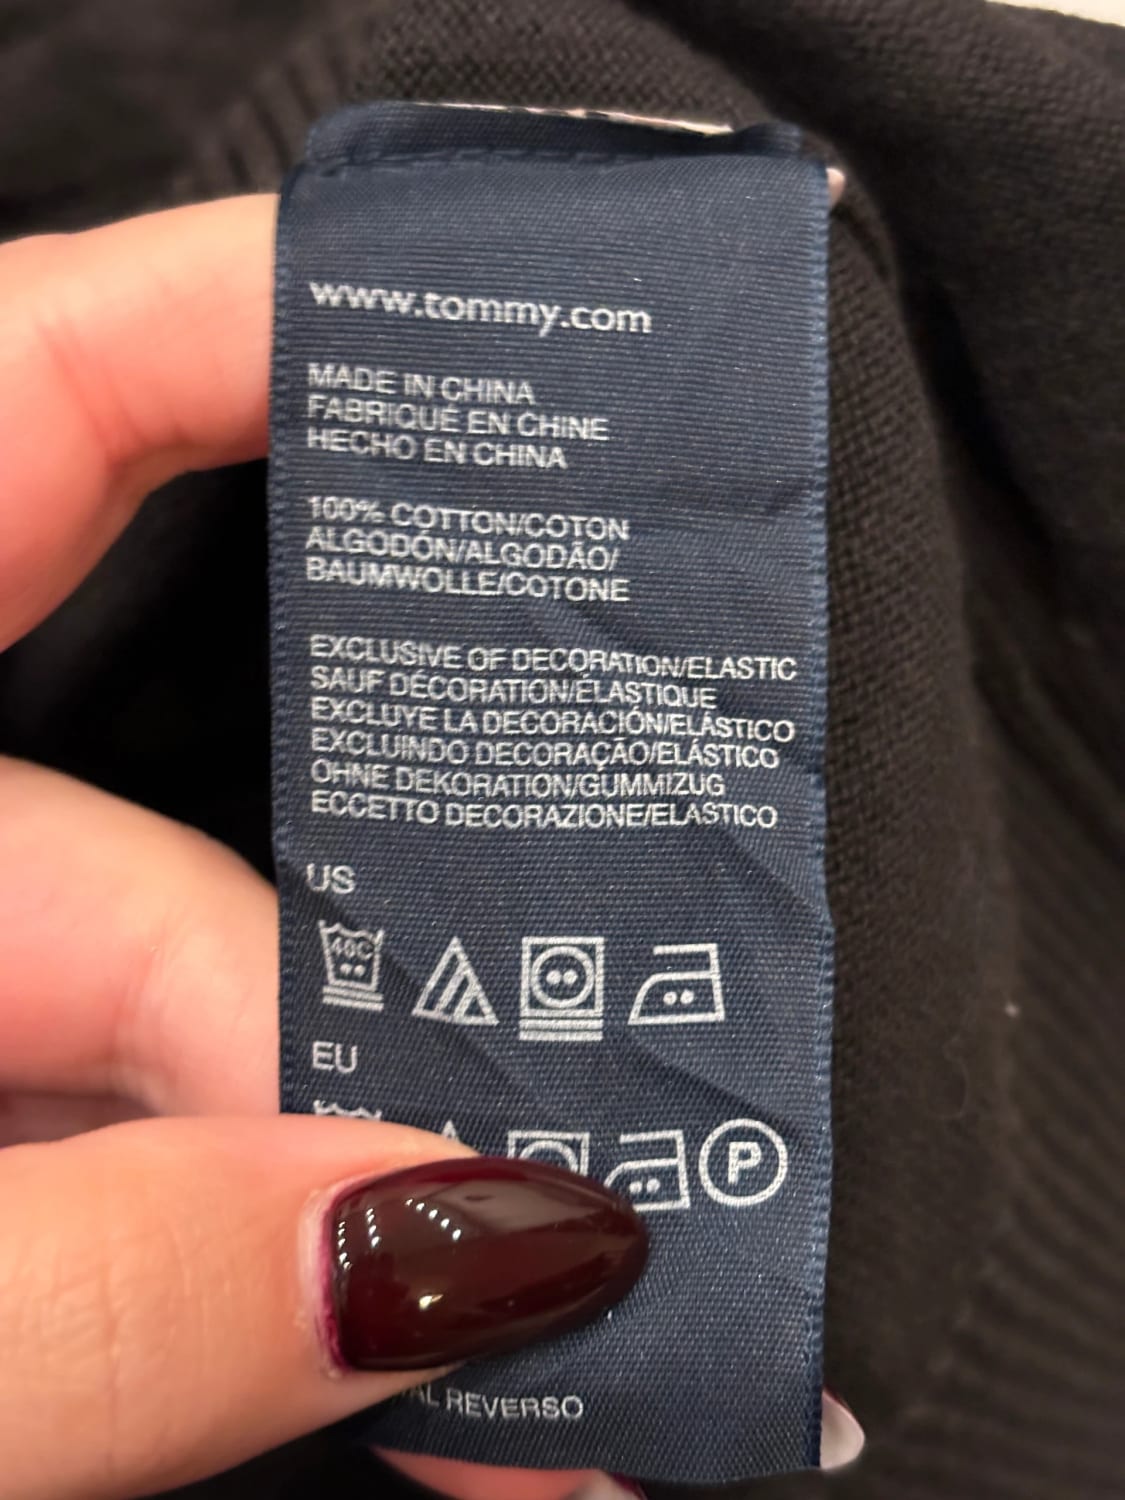 www.tommy.com
MADE IN CHINA
FABRIQUÉ EN CHINE
HECHO EN CHINA
100% COTTON/COTON
ALGODÓN/ALGODÃO/
BAUMWOLLE/COTONE
EXCLUSIVE OF DECORATION/ELASTIC
SAUF DÉCORATION/ELASTIQUE
EXCLUYE LA DECORACIÓN/ELÁSTICO
EXCLUINDO DECORAÇÃO/ELÁSTICO
OHNE DEKORATION/GUMMIZUG
ECCETTO DECORAZIONE/ELASTICO
US
40C
EU
P
AL REVERSO